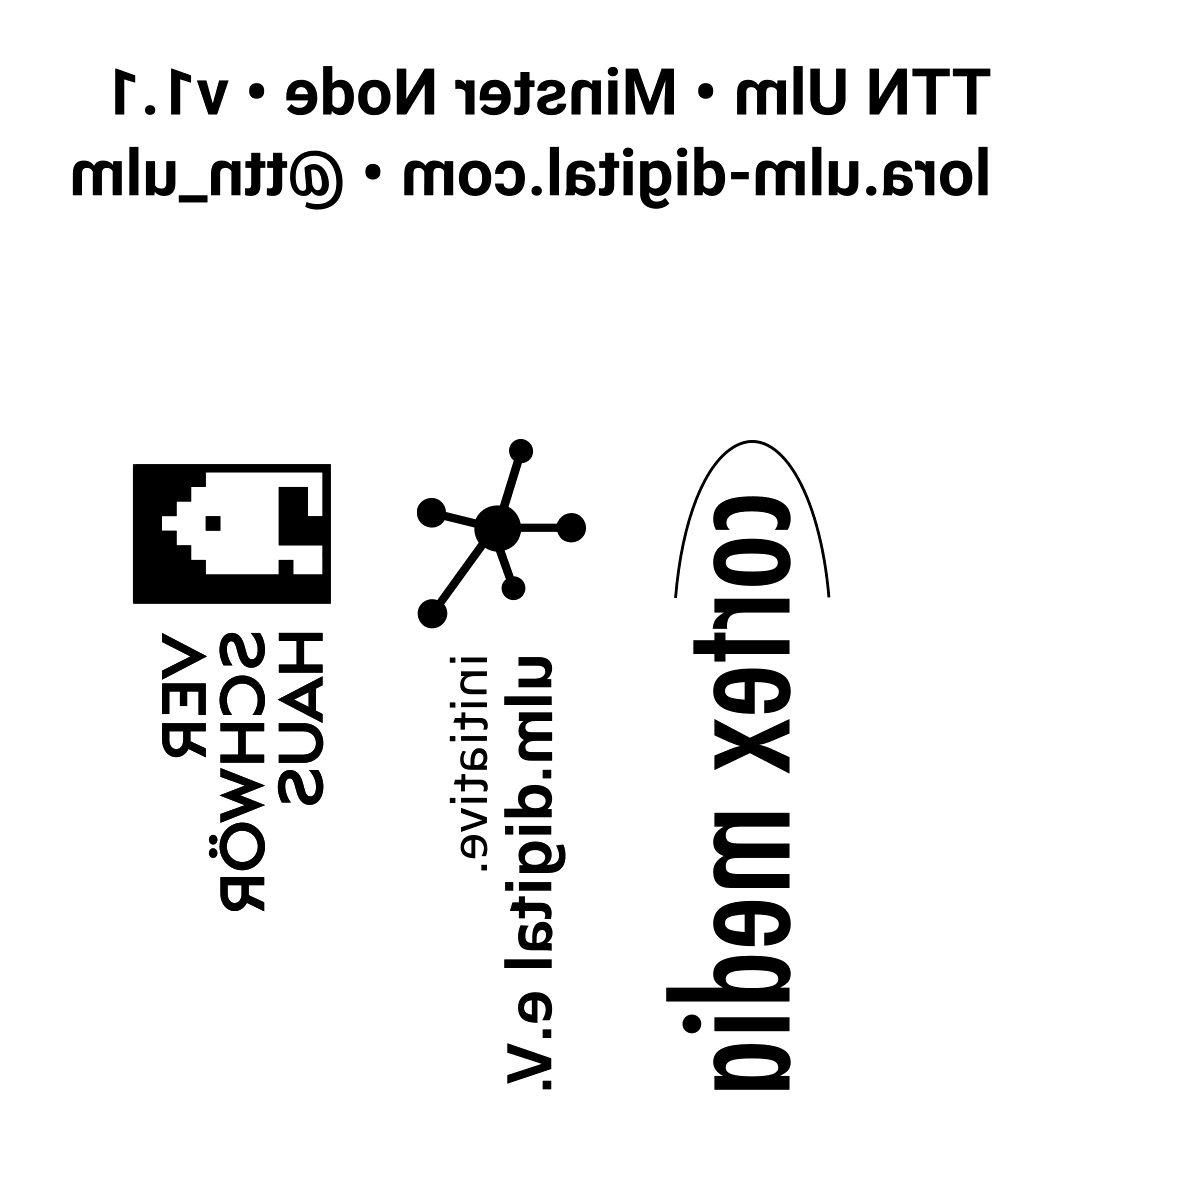 TTN Ulm • Minster Node • v1.1
lora.ulm-digital.com • @ttn_ulm
VER
SCHWÖR
HAUS
initiative.
ulm.digital e.V.
cortex media